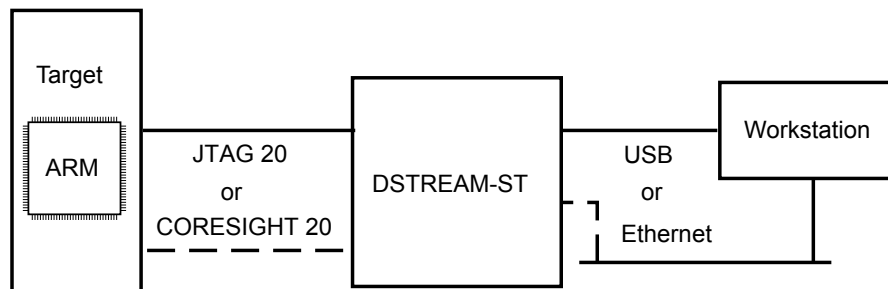 Target
ARM
JTAG 20
or
CORESIGHT 20
DSTREAM-ST
USB
or
Ethernet
Workstation